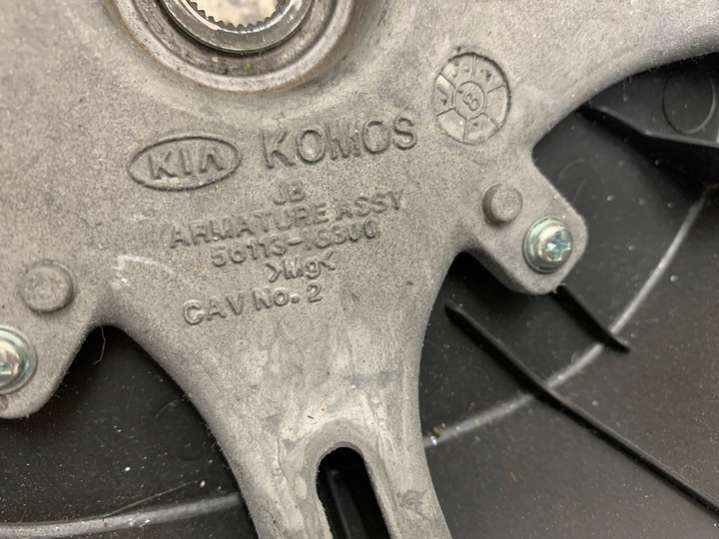 KIA KOMOS
JB
ARMATURE ASSY
56113-1G300
>Mg<
CAV No. 2